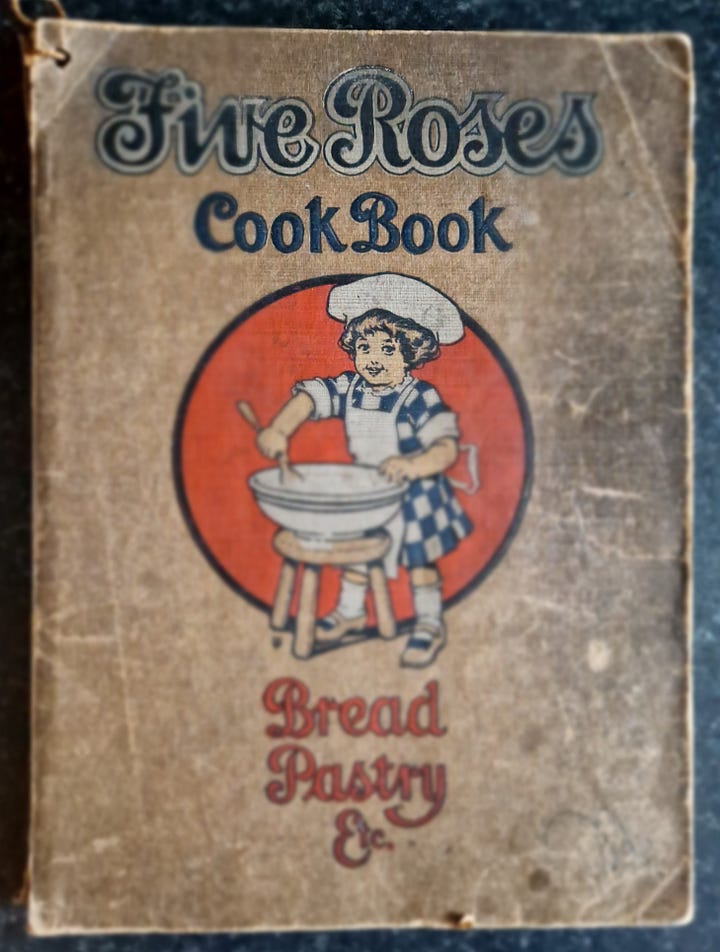 Five Roses
Cook Book
Bread
Pastry
Etc.